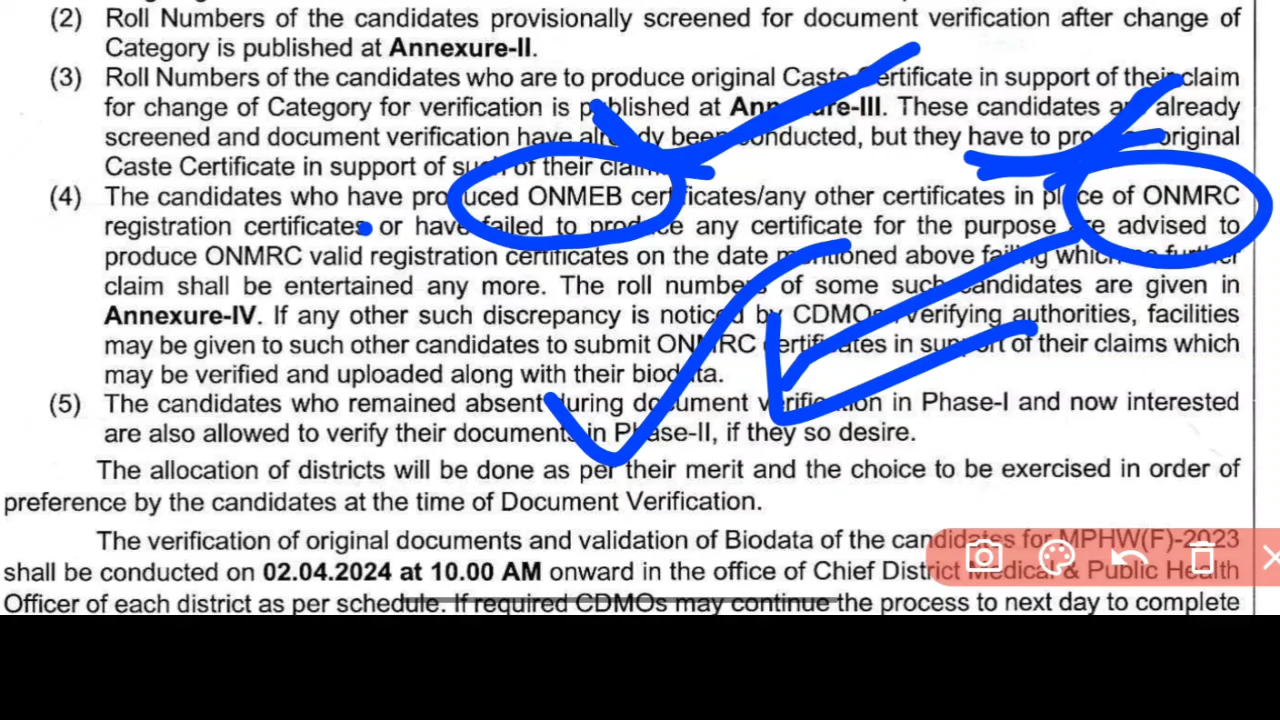 (2) Roll Numbers of the candidates provisionally screened for document verification after change of
Category is published at Annexure-II.
(3) Roll Numbers of the candidates who are to produce original Caste Certificate in support of their claim
for change of Category for verification is published at Annexure-III. These candidates are already
screened and document verification have already been conducted, but they have to produce original
Caste Certificate in support of such of their claim.
(4) The candidates who have produced ONMEB certificates/any other certificates in place of ONMRC
registration certificates or have failed to produce any certificate for the purpose are advised to
produce ONMRC valid registration certificates on the date mentioned above failing which no further
claim shall be entertained any more. The roll numbers of some such candidates are given in
Annexure-IV. If any other such discrepancy is noticed by CDMOs/verifying authorities, facilities
may be given to such other candidates to submit ONMRC certificates in support of their claims which
may be verified and uploaded along with their biodata.
(5) The candidates who remained absent during document verification in Phase-I and now interested
are also allowed to verify their documents in Phase-II, if they so desire.
The allocation of districts will be done as per their merit and the choice to be exercised in order of
preference by the candidates at the time of Document Verification.
The verification of original documents and validation of Biodata of the candidates for MPHW(F)-2023
shall be conducted on 02.04.2024 at 10.00 AM onward in the office of Chief District Medical & Public Health
Officer of each district as per schedule. If required CDMOs may continue the process to next day to complete